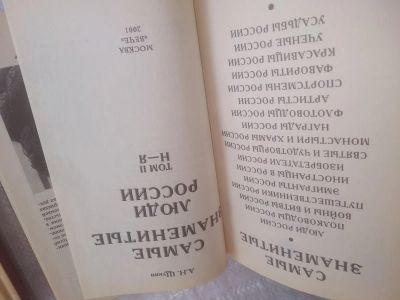 САМЫЕ
ЗНАМЕНИТЫЕ
•
ЛЮДИ РОССИИ
ПОЛКОВОДЦЫ РОССИИ
ВОЙНЫ И БИТВЫ РОССИИ
ПУТЕШЕСТВЕННИКИ РОССИИ
ЭМИГРАНТЫ РОССИИ
ИНОСТРАНЦЫ В РОССИИ
ИЗОБРЕТАТЕЛИ РОССИИ
СВЯТЫЕ И ЧУДОТВОРЦЫ РОССИИ
МОНАСТЫРИ И ХРАМЫ РОССИИ
НАГРАДЫ РОССИИ
ФЛОТОВОДЦЫ РОССИИ
АРТИСТЫ РОССИИ
СПОРТСМЕНЫ РОССИИ
ФАВОРИТЫ РОССИИ
КРАСАВИЦЫ РОССИИ
УЧЕНЫЕ РОССИИ
УСАДЬБЫ РОССИИ
•
А.Н. Щукин
САМЫЕ
ЗНАМЕНИТЫЕ
ЛЮДИ
РОССИИ
ТОМ II
Н—Я
МОСКВА
«ВЕЧЕ»
2001